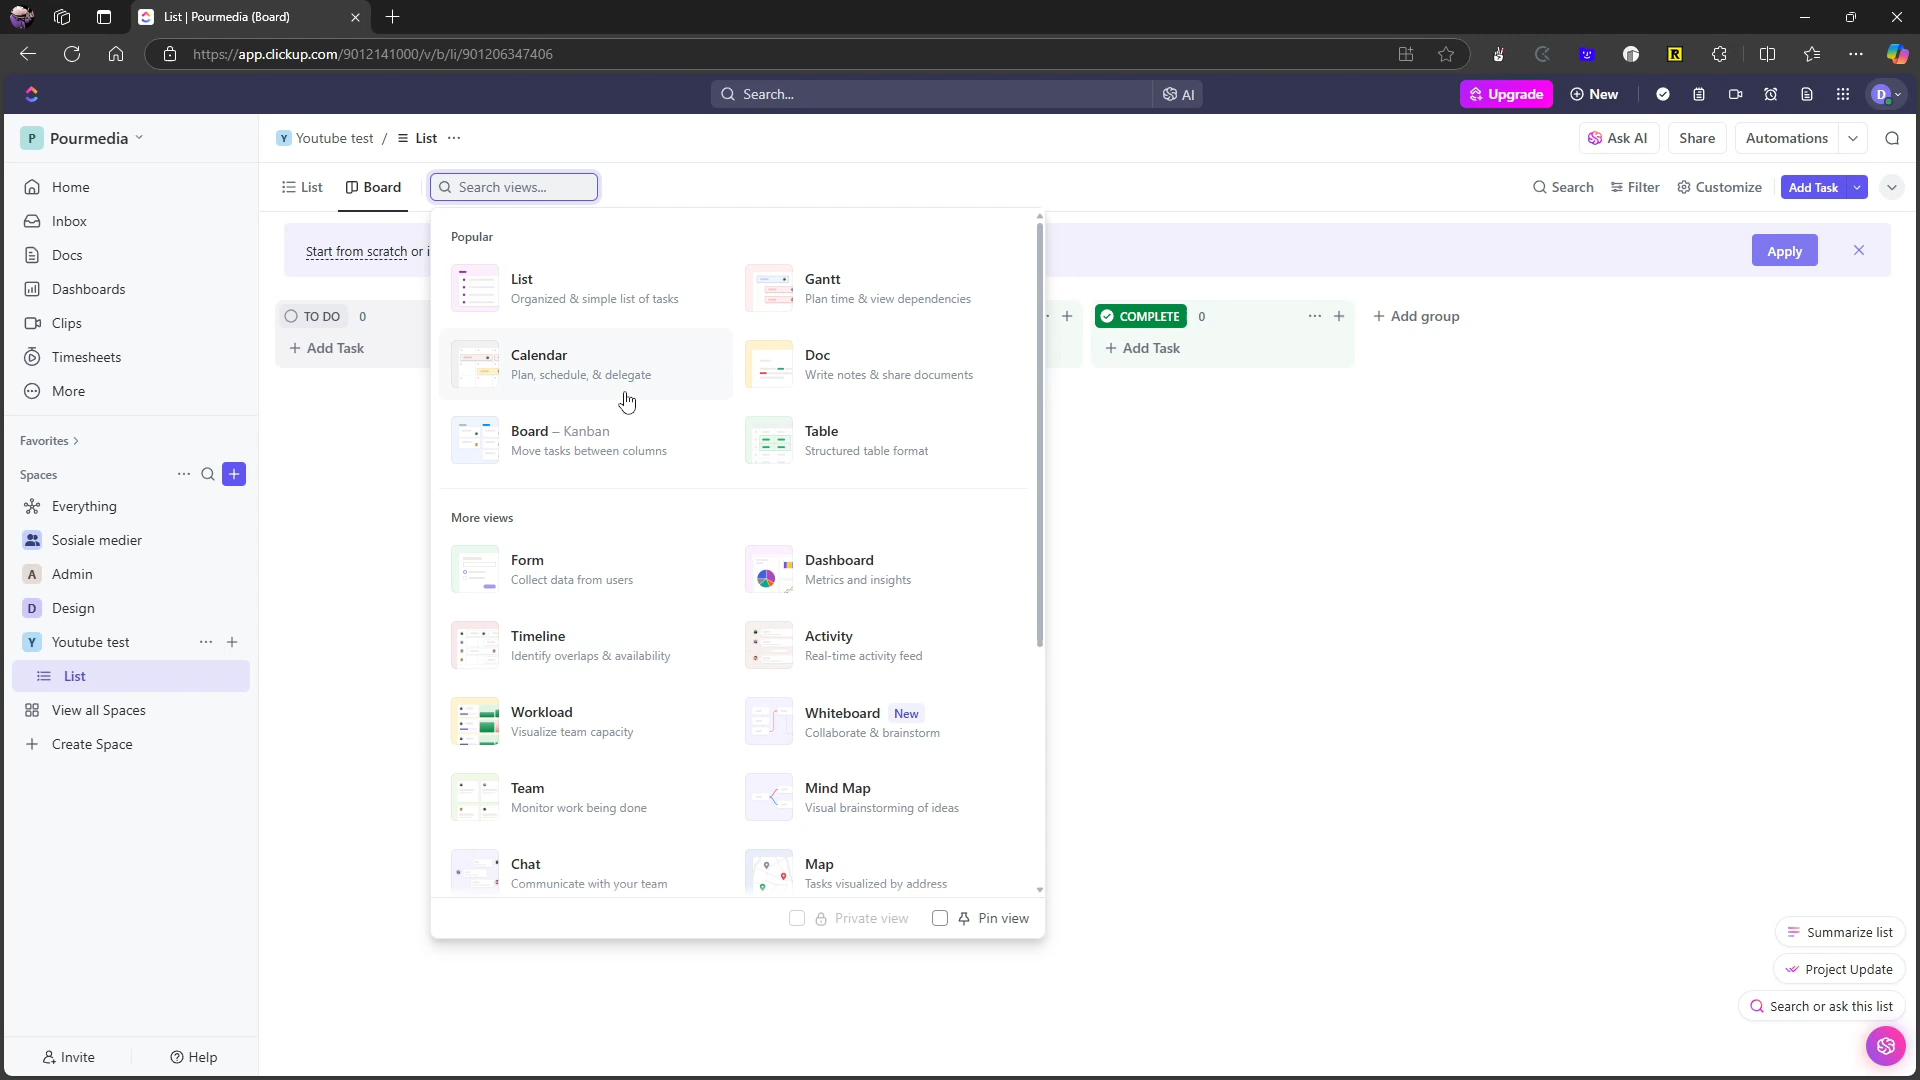 List | Pourmedia (Board)
https://app.clickup.com/9012141000/v/b/li/901206347406
Search...
AI
Upgrade
New
D
P Pourmedia
Y Youtube test / List ...
Ask AI
Share
Automations
Home
Inbox
Docs
Dashboards
Clips
Timesheets
More
Favorites >
Spaces
Everything
Sosiale medier
A Admin
D Design
Y Youtube test
List
View all Spaces
Create Space
Invite
Help
List
Board
Search views...
Search
Filter
Customize
Add Task
Start from scratch or i
Apply
TO DO 0
+ Add Task
COMPLETE 0
+ Add Task
+ Add group
Popular
List
Organized & simple list of tasks
Gantt
Plan time & view dependencies
Calendar
Plan, schedule, & delegate
Doc
Write notes & share documents
Board – Kanban
Move tasks between columns
Table
Structured table format
More views
Form
Collect data from users
Dashboard
Metrics and insights
Timeline
Identify overlaps & availability
Activity
Real-time activity feed
Workload
Visualize team capacity
Whiteboard New
Collaborate & brainstorm
Team
Monitor work being done
Mind Map
Visual brainstorming of ideas
Chat
Communicate with your team
Map
Tasks visualized by address
Private view
Pin view
Summarize list
Project Update
Search or ask this list